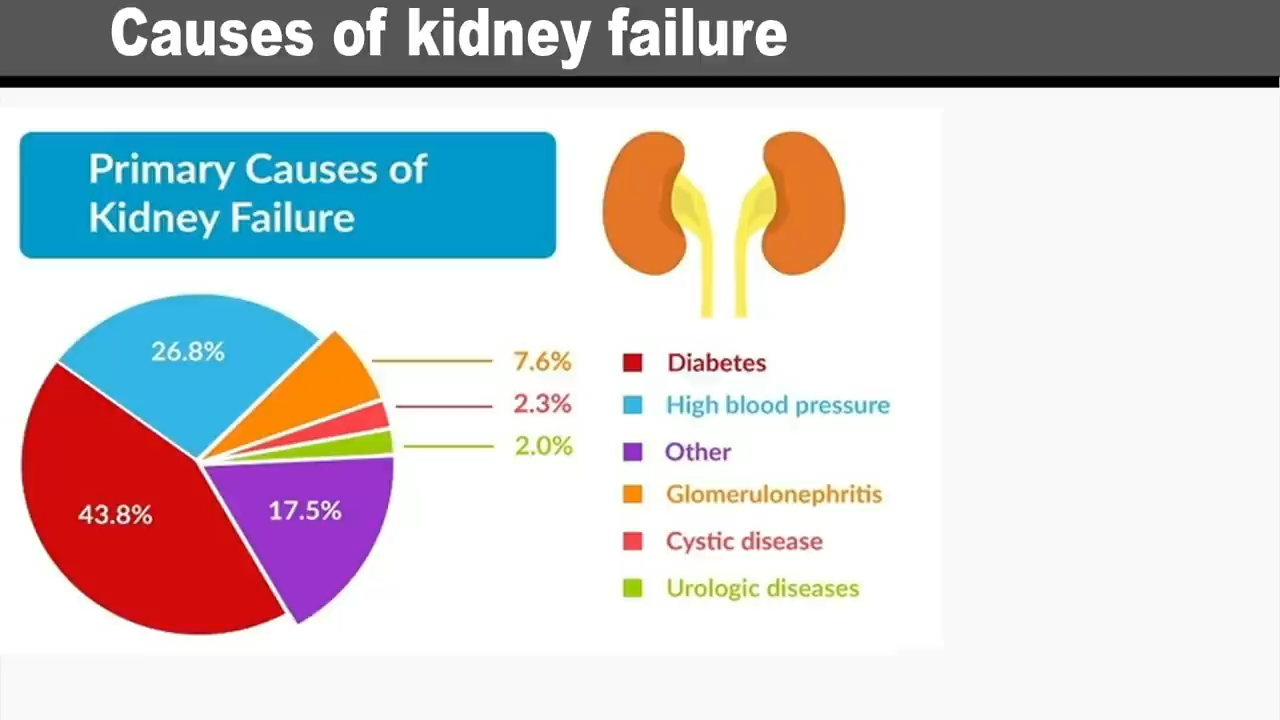 Causes of kidney failure
Primary Causes of
Kidney Failure
26.8%
43.8%
17.5%
7.6%
2.3%
2.0%
Diabetes
High blood pressure
Other
Glomerulonephritis
Cystic disease
Urologic diseases